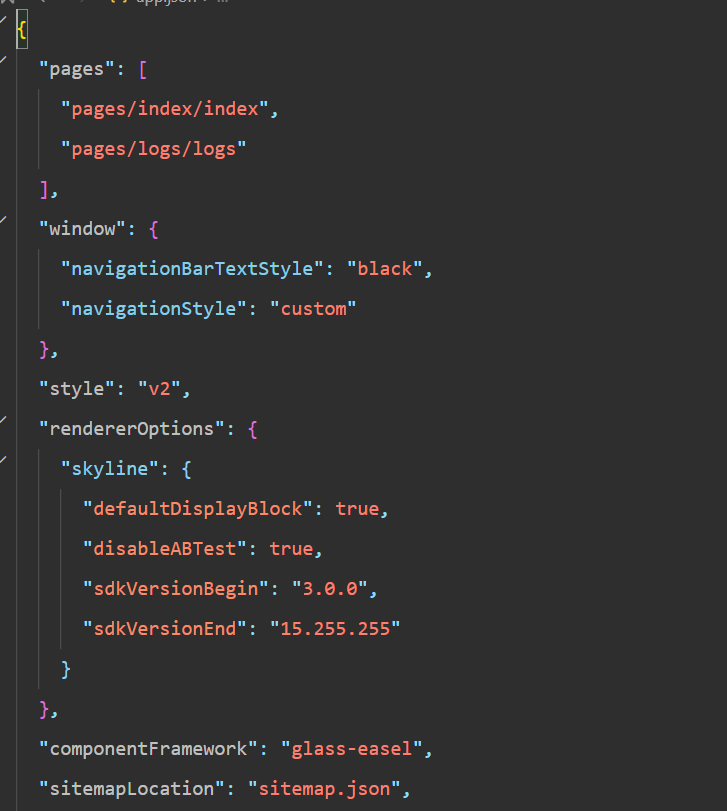 {
"pages": [
"pages/index/index",
"pages/logs/logs"
],
"window": {
"navigationBarTextStyle": "black",
"navigationStyle": "custom"
},
"style": "v2",
"rendererOptions": {
"skyline": {
"defaultDisplayBlock": true,
"disableABTest": true,
"sdkVersionBegin": "3.0.0",
"sdkVersionEnd": "15.255.255"
}
},
"componentFramework": "glass-easel",
"sitemapLocation": "sitemap.json",